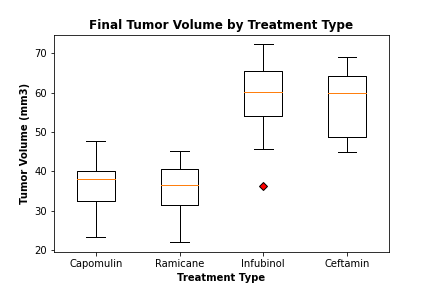 Final Tumor Volume by Treatment Type
Tumor Volume (mm3)
70
60
50
40
30
20
Capomulin Ramicane Infubinol Ceftamin
Treatment Type